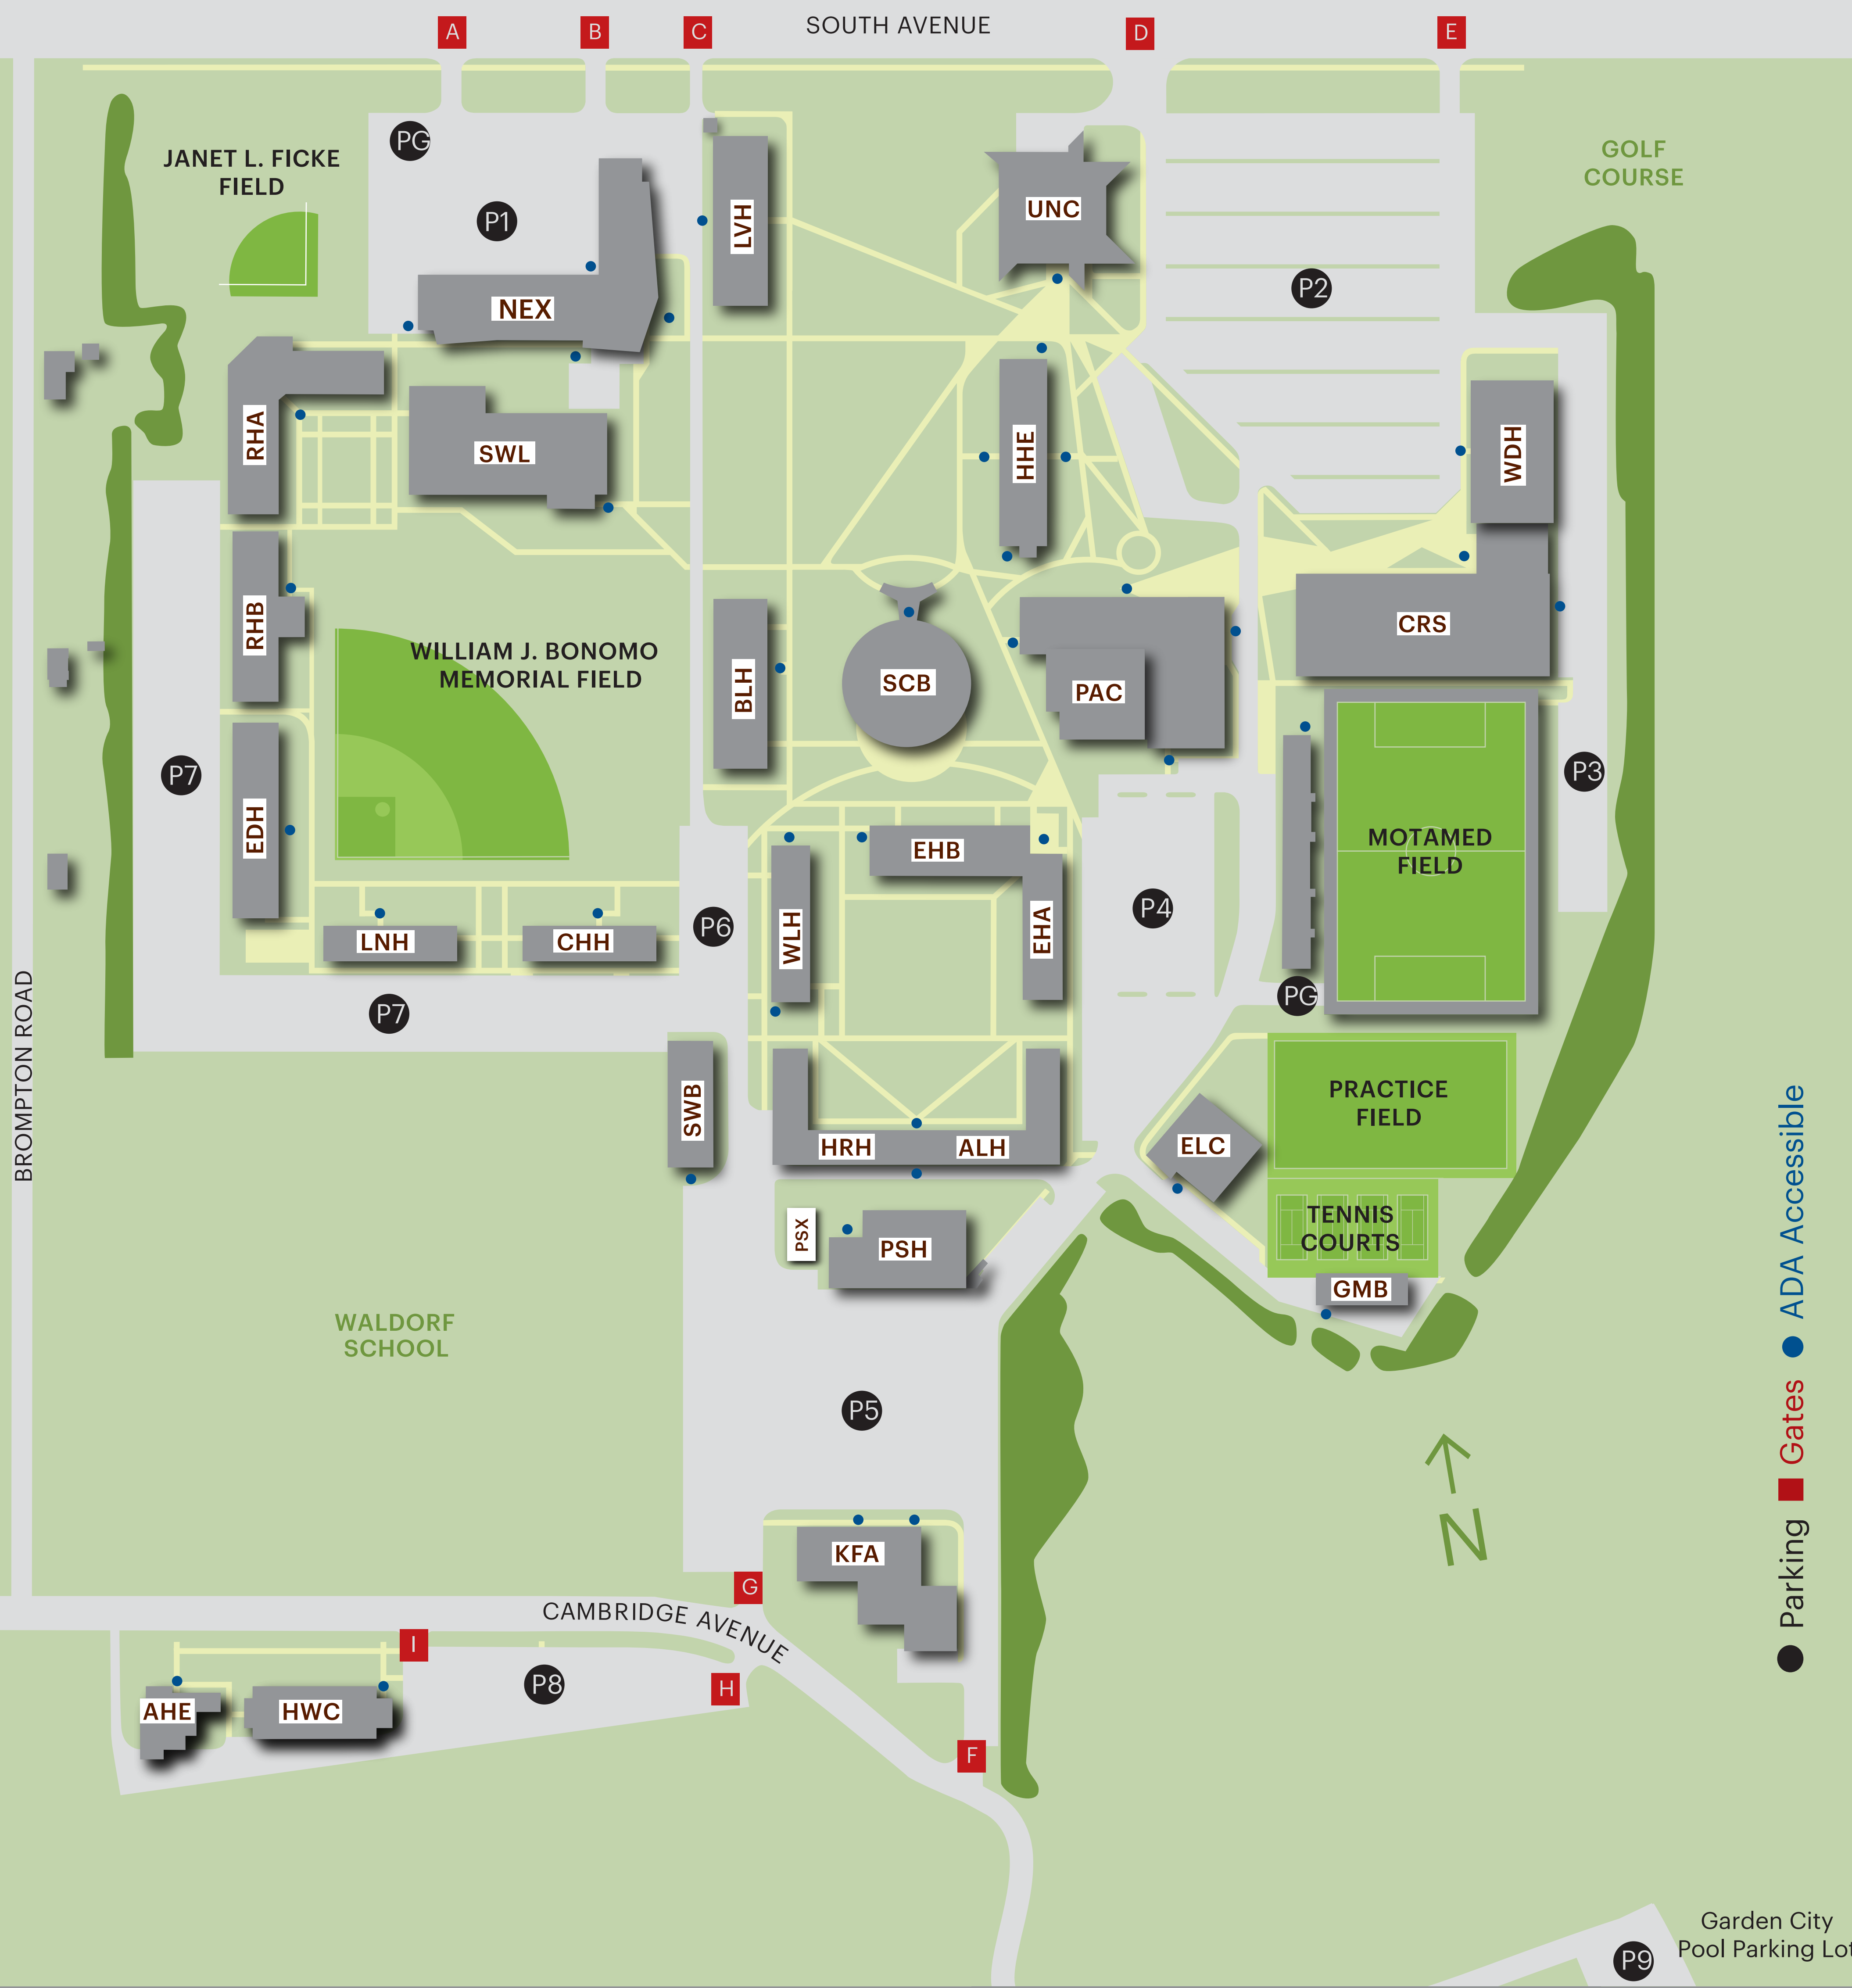 SOUTH AVENUE
A
B
C
D
E
PG
P1
JANET L. FICKE
FIELD
GOLF
COURSE
LVH
UNC
NEX
P2
RHA
SWL
HHE
WDH
RHB
WILLIAM J. BONOMO
MEMORIAL FIELD
BLH
SCB
PAC
CRS
P7
EDH
P3
MOTAMED
FIELD
EHB
P4
LNH
CHH
P6
WLH
EHA
PG
P7
BROMPTON ROAD
SWB
HRH
ALH
ELC
PRACTICE
FIELD
PSX
PSH
TENNIS
COURTS
GMB
WALDORF
SCHOOL
P5
N
KFA
G
CAMBRIDGE AVENUE
I
P8
H
AHE
HWC
F
Parking
Gates
ADA Accessible
Garden City
Pool Parking Lot
P9